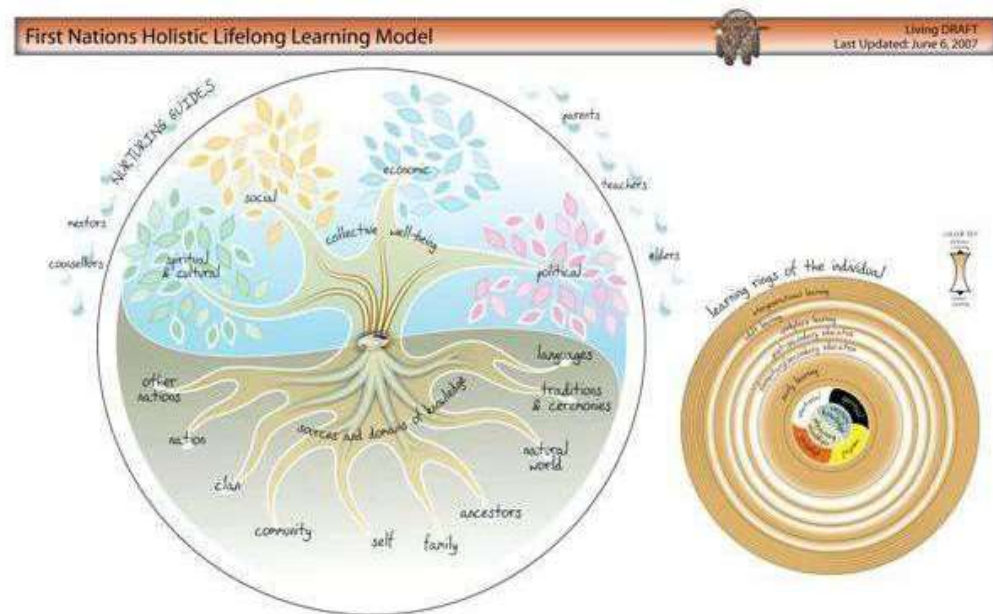 First Nations Holistic Lifelong Learning Model
Living DRAFT
Last Updated: June 6, 2007
NURTURING GUIDES
mentors
counsellors
parents
teachers
elders
social
economic
spiritual
& cultural
collective well-being
political
sources and domains of knowledge
other
nations
nation
clan
community
self
family
ancestors
natural
world
traditions
& ceremonies
languages
learning rings of the individual
intergenerational learning
adult learning
workplace learning
post-secondary education
elementary/secondary education
early learning